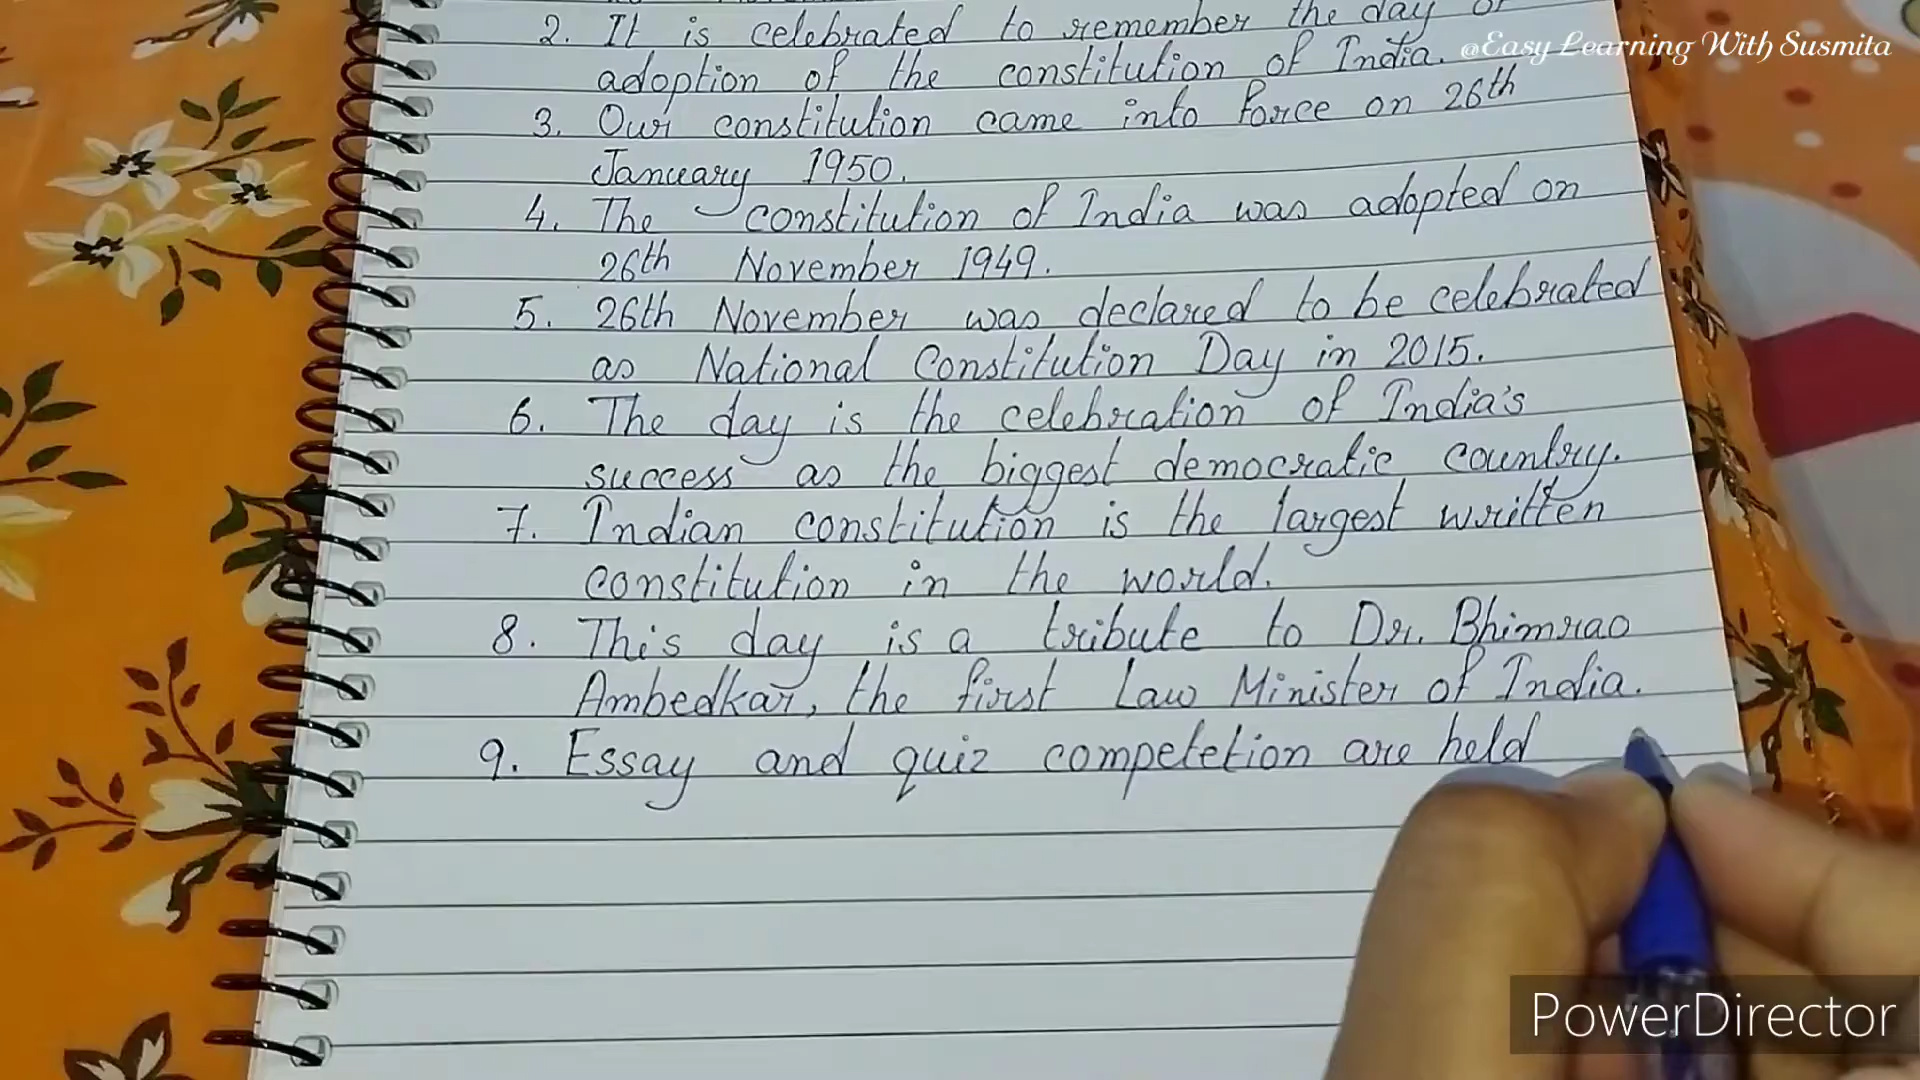 2. It is celebrated to remember the day of
@Easy Learning With Susmita
adoption of the constitution of India.
3. Our constitution came into force on 26th
January 1950.
4. The constitution of India was adopted on
26th November 1949.
5. 26th November was declared to be celebrated
as National Constitution Day in 2015.
6. The day is the celebration of India's
success as the biggest democratic country.
7. Indian constitution is the largest written
constitution in the world.
8. This day is a tribute to Dr. Bhimrao
Ambedkar, the first Law Minister of India.
9. Essay and quiz competetion are held
PowerDirector